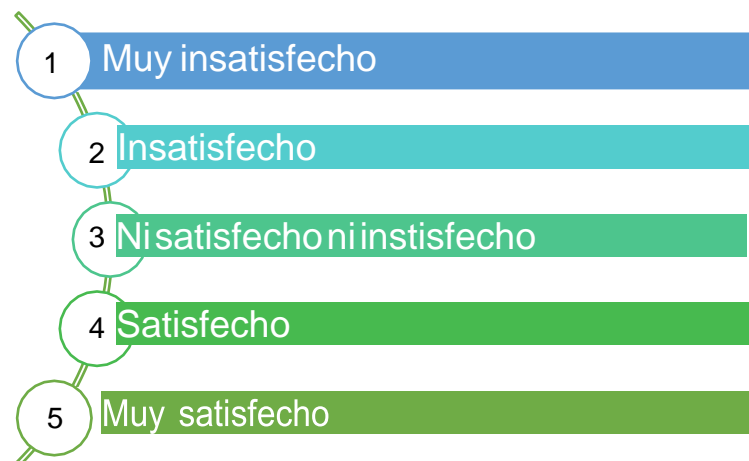 1 Muy insatisfecho
2 Insatisfecho
3 Ni satisfecho ni instisfecho
4 Satisfecho
5 Muy satisfecho